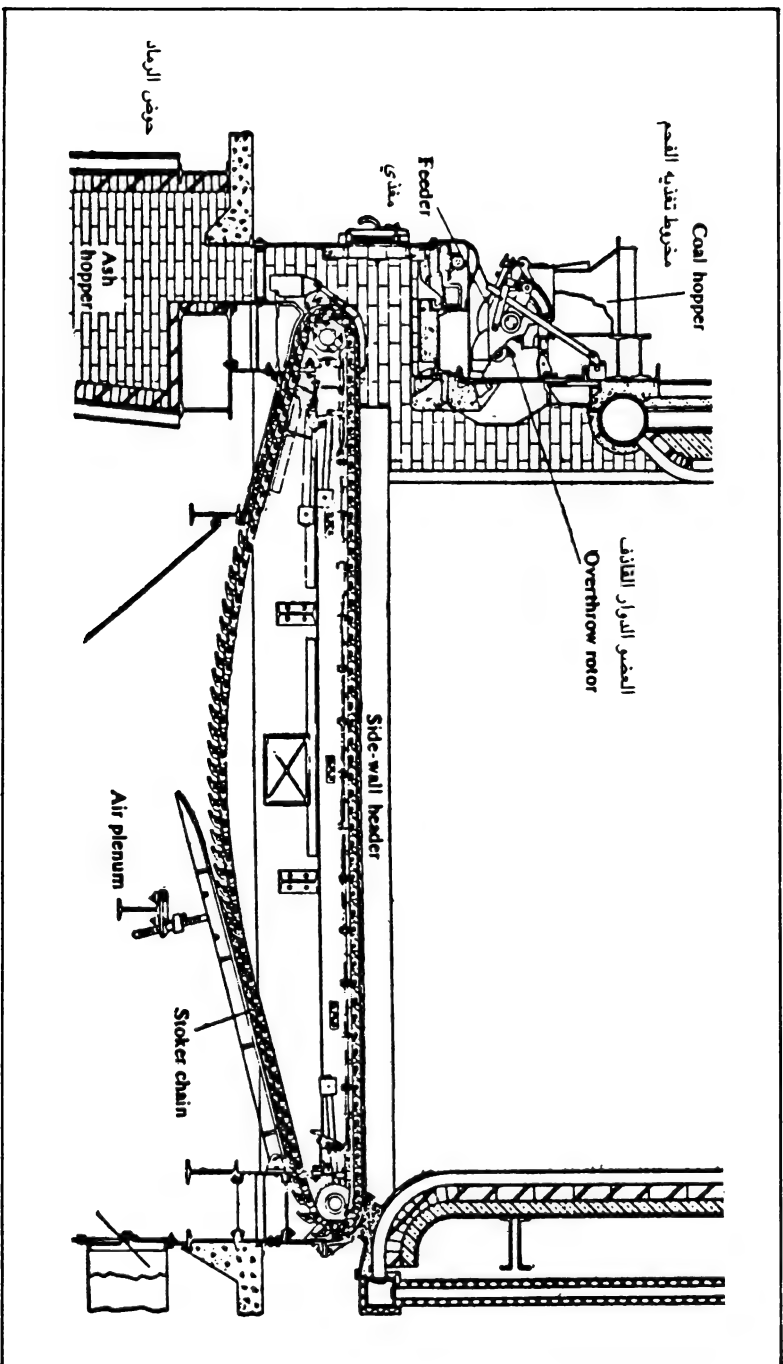 Coal hopper
مخروط تغذيه الفحم
Feeder
مغذي
العضو الدوار القاذف
Overthrow rotor
حوض الرماد
Ash
hopper
Side-wall header
Air plenum
Stoker chain